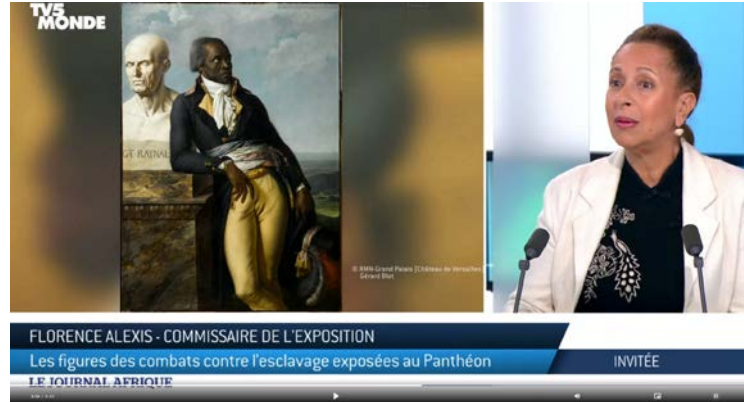 TV5
MONDE
GT RAYNAL
© RMN-Grand Palais (Château de Versailles)
Gérard Blot
FLORENCE ALEXIS - COMMISSAIRE DE L'EXPOSITION
Les figures des combats contre l'esclavage exposées au Panthéon
INVITÉE
LE JOURNAL AFRIQUE